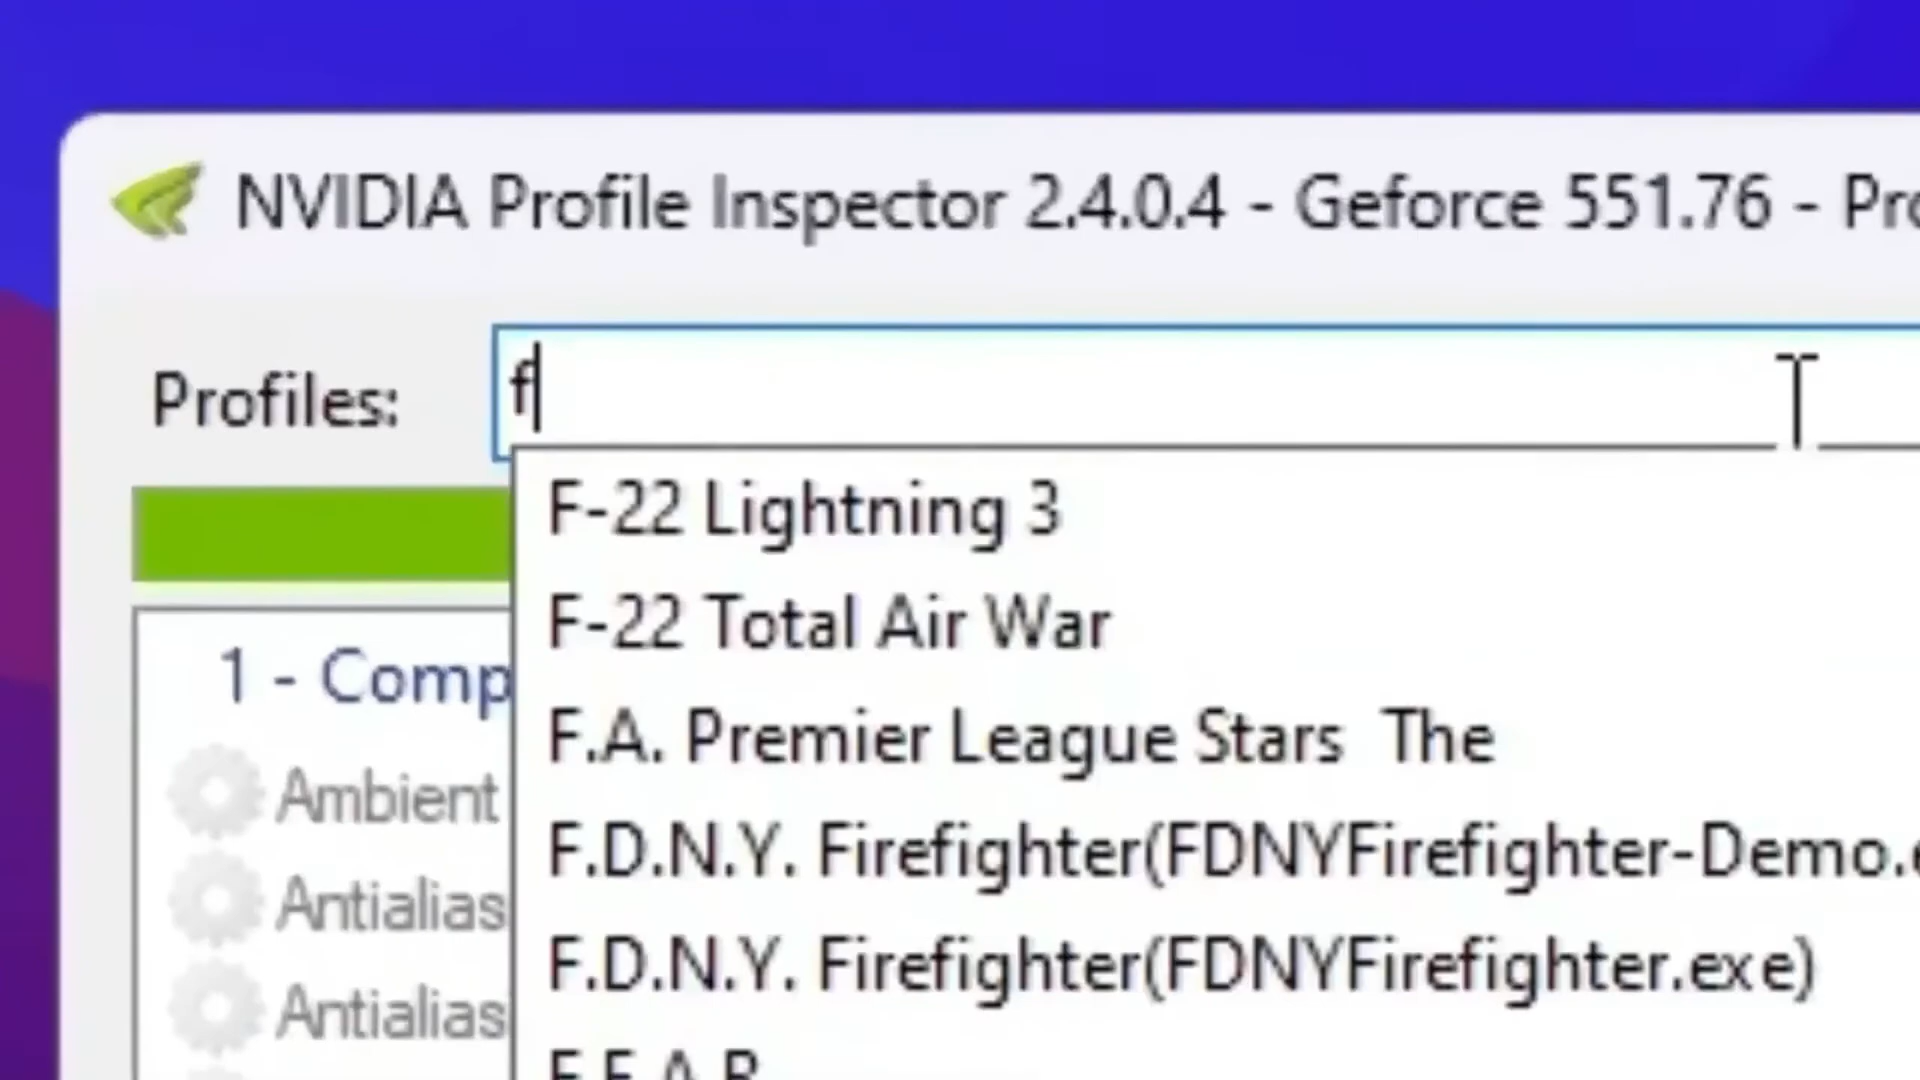 NVIDIA Profile Inspector 2.4.0.4 - Geforce 551.76 - Pro
Profiles: f
F-22 Lightning 3
F-22 Total Air War
F.A. Premier League Stars  The
1 - Comp
Ambient
F.D.N.Y. Firefighter(FDNYFirefighter-Demo.e
Antialias
F.D.N.Y. Firefighter(FDNYFirefighter.exe)
Antialias
F.E.A.R